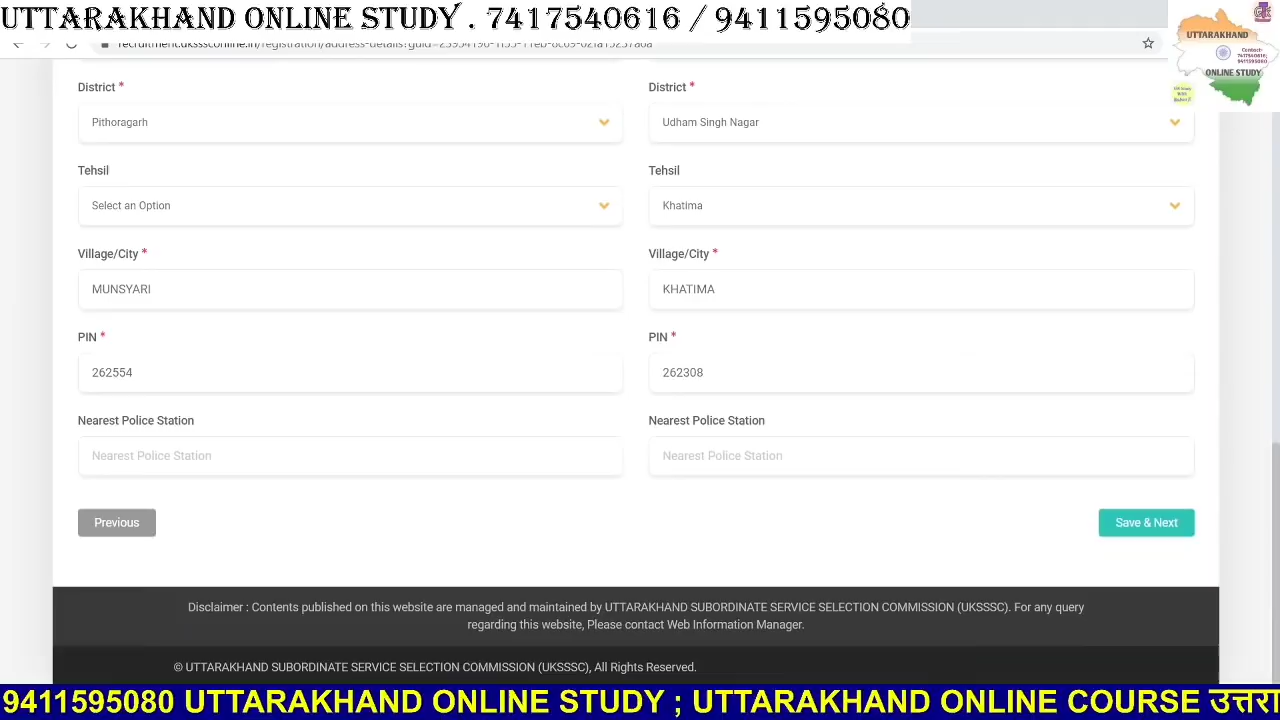 UTTARAKHAND ONLINE STUDY . 7417540616 / 9411595080
UTTARAKHAND
Contact-
7417540616;
9411595080
ONLINE STUDY
District * District *
Pithoragarh Udham Singh Nagar
Tehsil Tehsil
Select an Option Khatima
Village/City * Village/City *
MUNSYARI KHATIMA
PIN * PIN *
262554 262308
Nearest Police Station Nearest Police Station
Nearest Police Station Nearest Police Station
Previous Save & Next
Disclaimer : Contents published on this website are managed and maintained by UTTARAKHAND SUBORDINATE SERVICE SELECTION COMMISSION (UKSSSC). For any query
regarding this website, Please contact Web Information Manager.
© UTTARAKHAND SUBORDINATE SERVICE SELECTION COMMISSION (UKSSSC), All Rights Reserved.
9411595080 UTTARAKHAND ONLINE STUDY ; UTTARAKHAND ONLINE COURSE उत्तरा